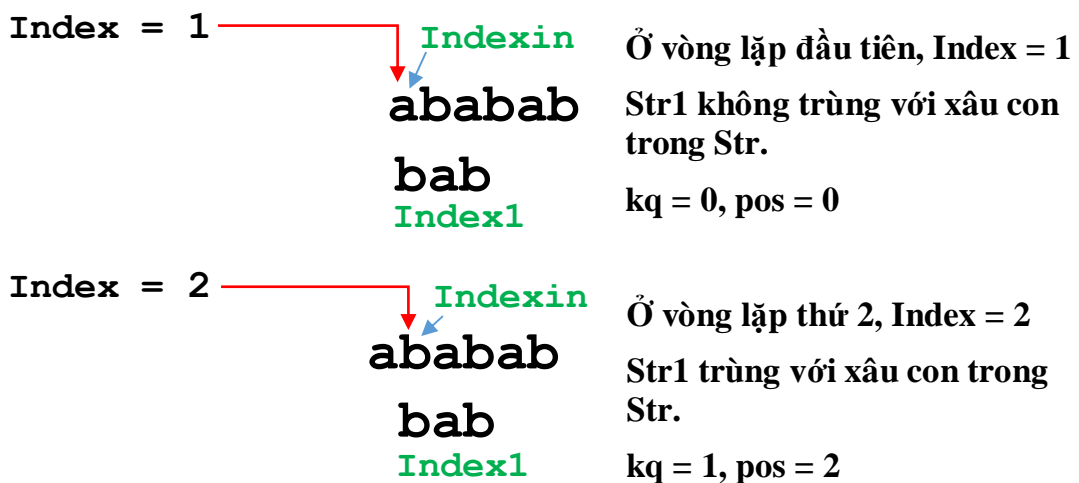 Index = 1
Indexin
ababab
bab
Index1
Ở vòng lặp đầu tiên, Index = 1
Str1 không trùng với xâu con
trong Str.
kq = 0, pos = 0
Index = 2
Indexin
ababab
bab
Index1
Ở vòng lặp thứ 2, Index = 2
Str1 trùng với xâu con trong
Str.
kq = 1, pos = 2